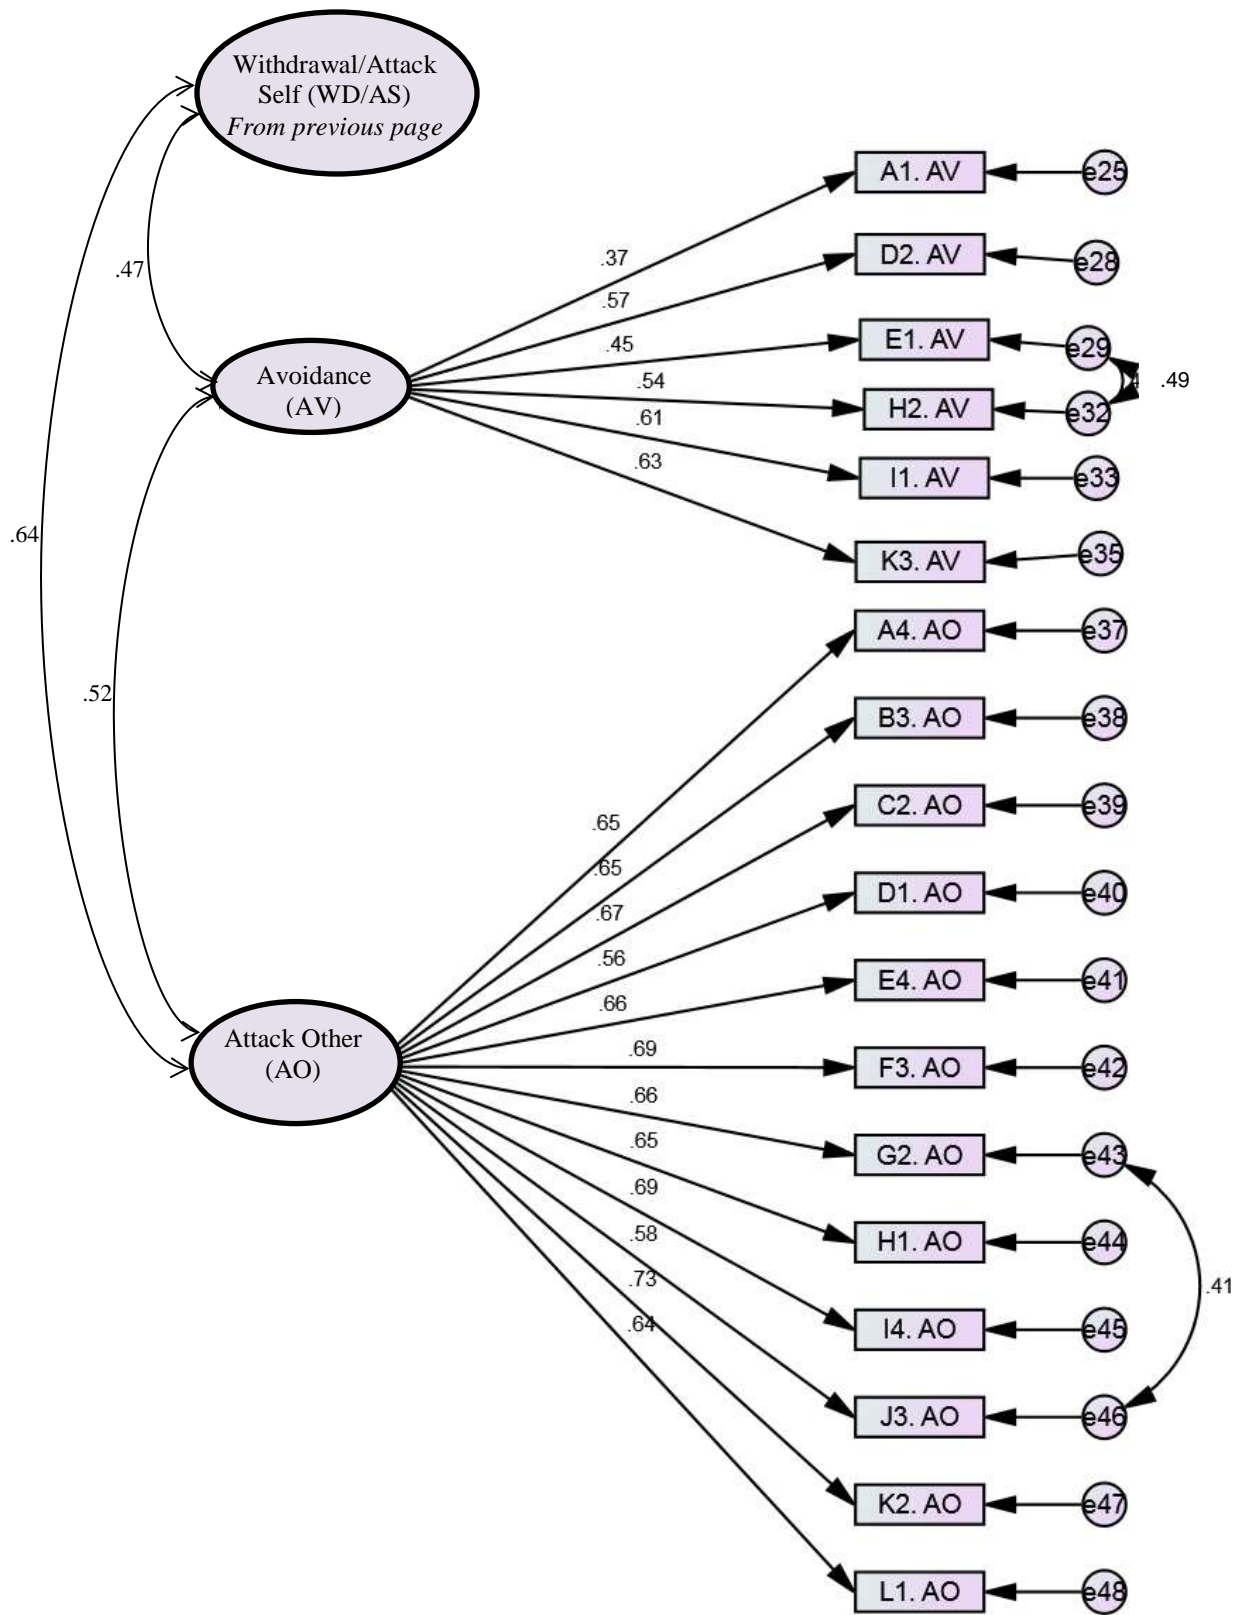 Withdrawal/Attack
Self (WD/AS)
From previous page
.47
.64
.52
Avoidance
(AV)
.37
.57
.45
.54
.61
.63
A1. AV
e25
D2. AV
e28
E1. AV
e29
.49
H2. AV
e32
I1. AV
e33
K3. AV
e35
Attack Other
(AO)
.65
.65
.67
.56
.66
.69
.66
.65
.69
.58
.73
.64
A4. AO
e37
B3. AO
e38
C2. AO
e39
D1. AO
e40
E4. AO
e41
F3. AO
e42
G2. AO
e43
H1. AO
e44
.41
I4. AO
e45
J3. AO
e46
K2. AO
e47
L1. AO
e48